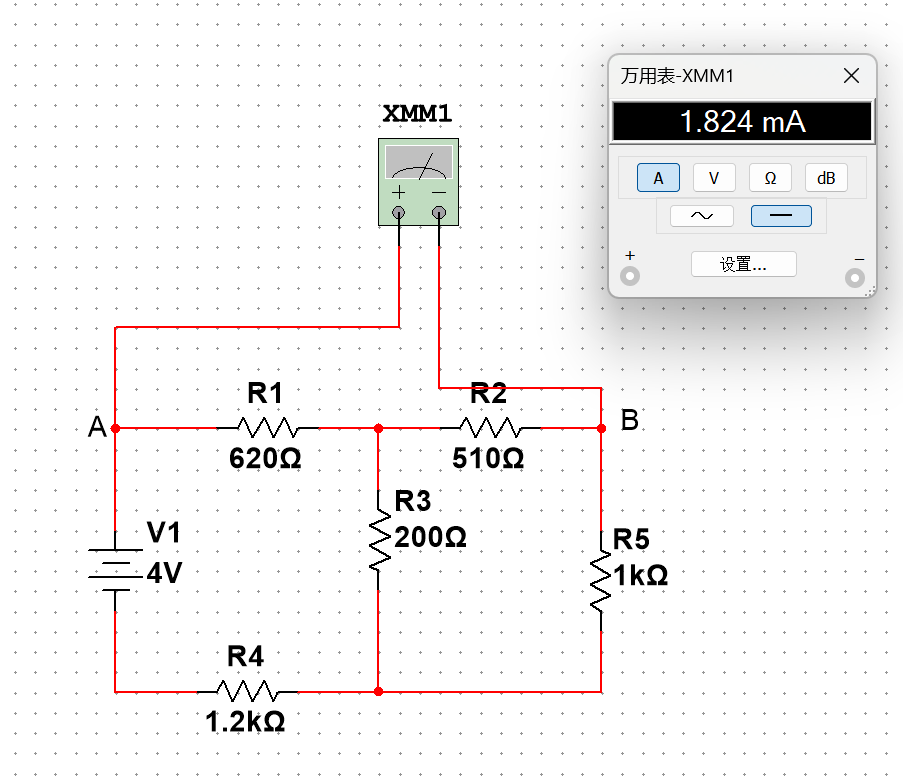 万用表-XMM1
1.824 mA
A V Ω dB
+ −
设置...
XMM1
+ −
R1 R2
A B
620Ω 510Ω
R3
200Ω
V1
4V
R5
1kΩ
R4
1.2kΩ